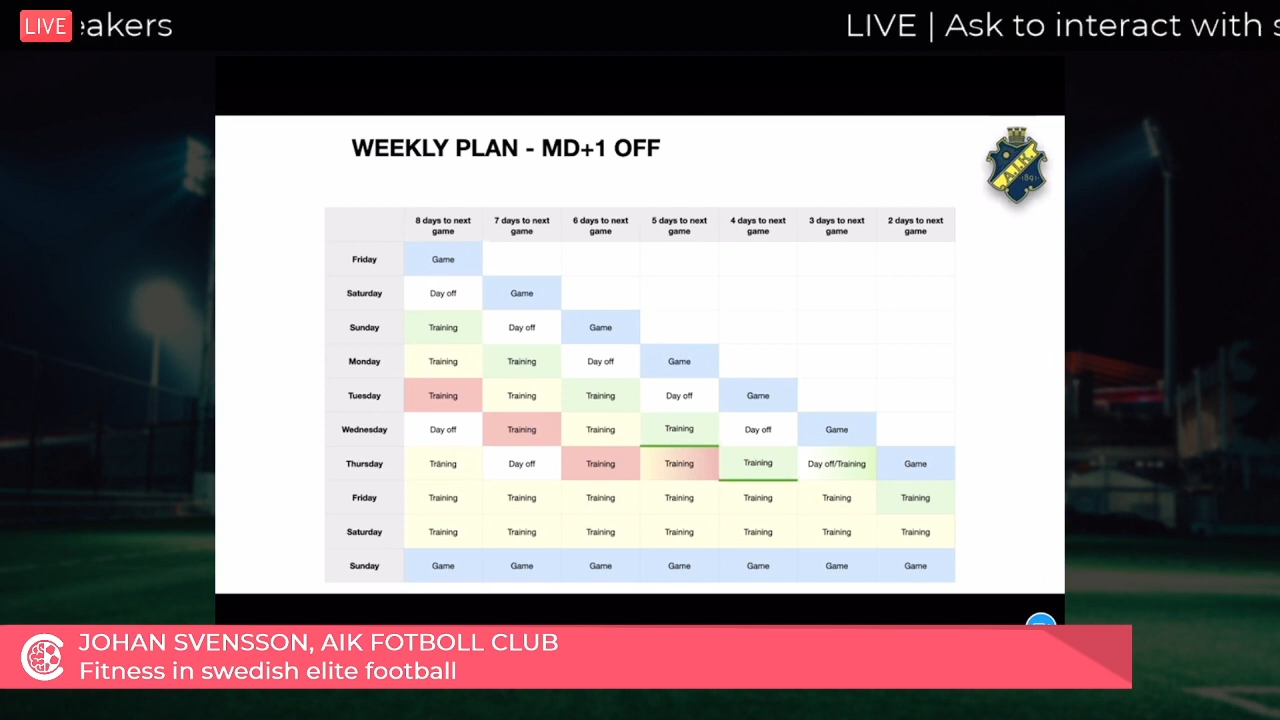 LIVE
eakers
LIVE | Ask to interact with s
WEEKLY PLAN - MD+1 OFF
A.I.K.
1891
8 days to next game
7 days to next game
6 days to next game
5 days to next game
4 days to next game
3 days to next game
2 days to next game
Friday Game
Saturday Day off Game
Sunday Training Day off Game
Monday Training Training Day off Game
Tuesday Training Training Training Day off Game
Wednesday Day off Training Training Training Day off Game
Thursday Träning Day off Training Training Training Day off/Training Game
Friday Training Training Training Training Training Training Training
Saturday Training Training Training Training Training Training Training
Sunday Game Game Game Game Game Game Game
JOHAN SVENSSON, AIK FOTBOLL CLUB
Fitness in swedish elite football